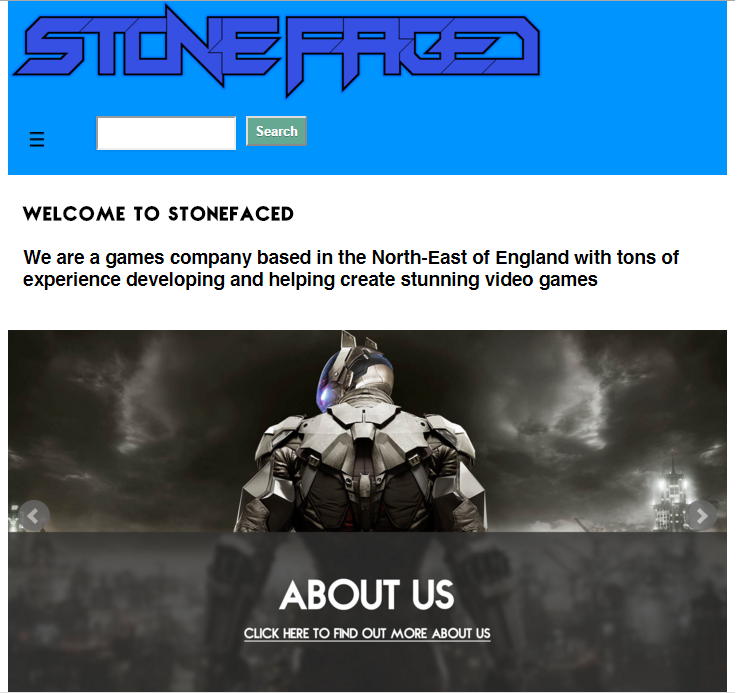 STONEFACED
Search
WELCOME TO STONEFACED
We are a games company based in the North-East of England with tons of
experience developing and helping create stunning video games
ABOUT US
CLICK HERE TO FIND OUT MORE ABOUT US